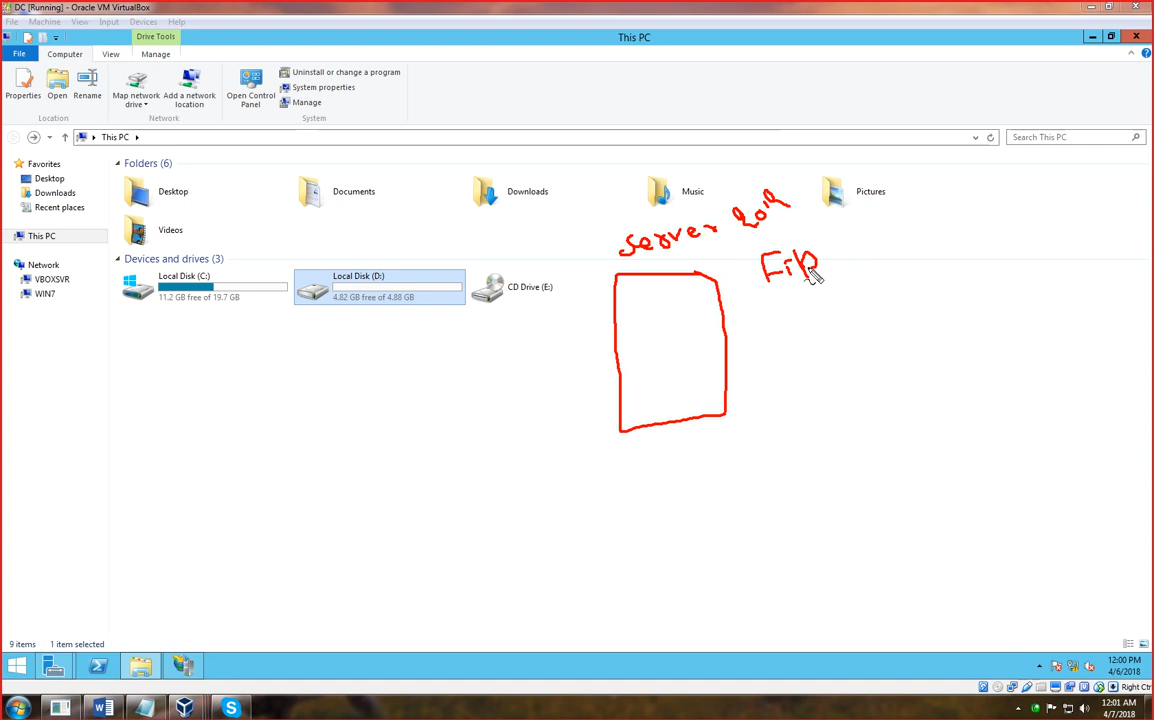 DC [Running] - Oracle VM VirtualBox
File Machine View Input Devices Help
Drive Tools
This PC
File Computer View Manage
Properties Open Rename Map network drive Add a network location Open Control Panel Uninstall or change a program
System properties
Manage
Location Network System
This PC Search This PC
Favorites
Desktop
Downloads
Recent places
This PC
Network
VBOXSVR
WIN7
Folders (6)
Desktop Documents Downloads Music Pictures
Videos
Devices and drives (3)
Local Disk (C:)
11.2 GB free of 19.7 GB
Local Disk (D:)
4.82 GB free of 4.88 GB
CD Drive (E:)
Server 2012
File
9 items 1 item selected
12:00 PM
4/6/2018
Right Ctrl
12:01 AM
4/7/2018